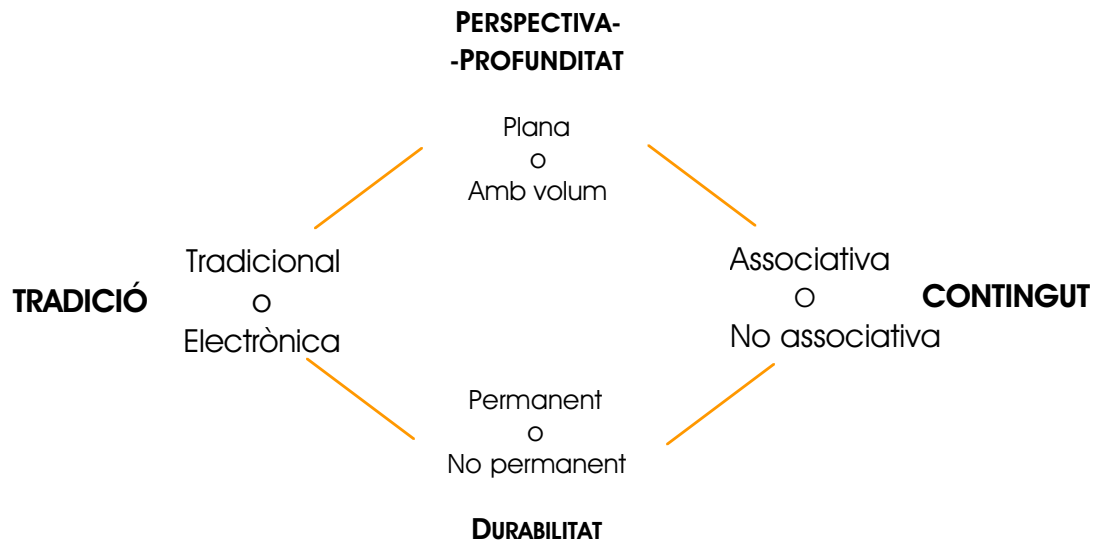 PERSPECTIVA-
-PROFUNDITAT
Plana
o
Amb volum
TRADICIÓ
Tradicional
o
Electrònica
Associativa
O
No associativa
CONTINGUT
Permanent
o
No permanent
DURABILITAT